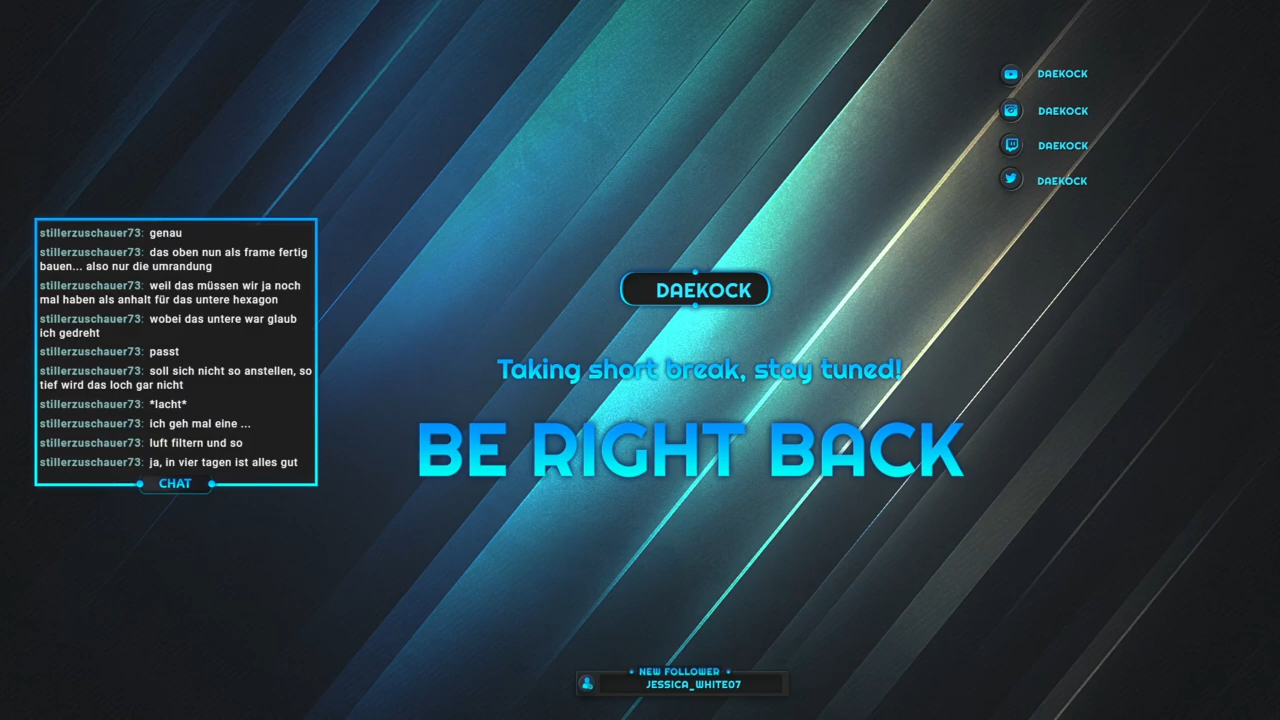 DAEKOCK
DAEKOCK
DAEKOCK
DAEKOCK
stillerzuschauer73: genau
stillerzuschauer73: das oben nun als frame fertig
bauen... also nur die umrandung
stillerzuschauer73: weil das müssen wir ja noch
mal haben als anhalt für das untere hexagon
stillerzuschauer73: wobei das untere war glaub
ich gedreht
stillerzuschauer73: passt
stillerzuschauer73: soll sich nicht so anstellen, so
tief wird das loch gar nicht
stillerzuschauer73: *lacht*
stillerzuschauer73: ich geh mal eine ...
stillerzuschauer73: luft filtern und so
stillerzuschauer73: ja, in vier tagen ist alles gut
CHAT
DAEKOCK
Taking short break, stay tuned!
BE RIGHT BACK
NEW FOLLOWER
JESSICA_WHITE07